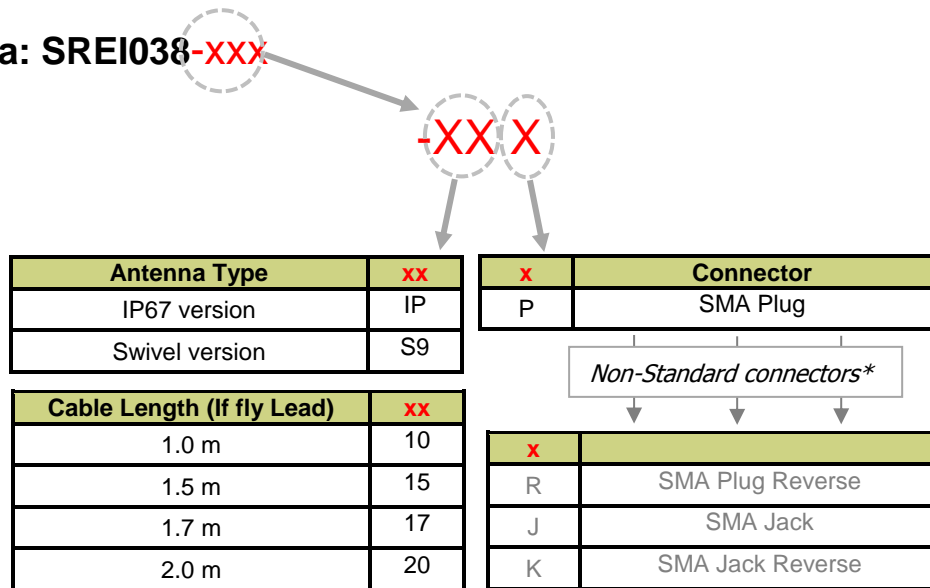 a: SREI038-xxx
-XX X
Antenna Type xx
IP67 version IP
Swivel version S9
x Connector
P SMA Plug
Non-Standard connectors*
Cable Length (If fly Lead) xx
1.0 m 10
1.5 m 15
1.7 m 17
2.0 m 20
x
R SMA Plug Reverse
J SMA Jack
K SMA Jack Reverse